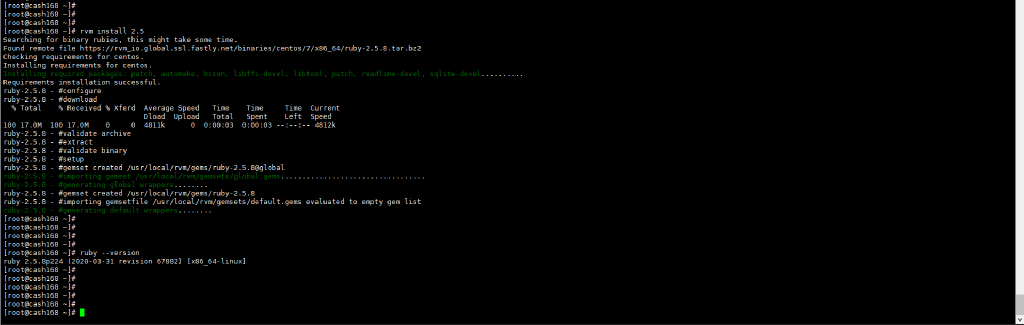 [root@cash168 ~]#
[root@cash168 ~]#
[root@cash168 ~]#
[root@cash168 ~]# rvm install 2.5
Searching for binary rubies, this might take some time.
Found remote file https://rvm_io.global.ssl.fastly.net/binaries/centos/7/x86_64/ruby-2.5.8.tar.bz2
Checking requirements for centos.
Installing requirements for centos.
Installing required packages: patch, automake, bison, libffi-devel, libtool, patch, readline-devel, sqlite-devel..........
Requirements installation successful.
ruby-2.5.8 - #configure
ruby-2.5.8 - #download
% Total % Received % Xferd Average Speed Time Time Time Current
Dload Upload Total Spent Left Speed
100 17.0M 100 17.0M 0 0 4811k 0 0:00:03 0:00:03 --:--:-- 4812k
ruby-2.5.8 - #validate archive
ruby-2.5.8 - #extract
ruby-2.5.8 - #validate binary
ruby-2.5.8 - #setup
ruby-2.5.8 - #gemset created /usr/local/rvm/gems/ruby-2.5.8@global
ruby-2.5.8 - #importing gemset /usr/local/rvm/gemsets/global.gems..................................
ruby-2.5.8 - #generating global wrappers........
ruby-2.5.8 - #gemset created /usr/local/rvm/gems/ruby-2.5.8
ruby-2.5.8 - #importing gemsetfile /usr/local/rvm/gemsets/default.gems evaluated to empty gem list
ruby-2.5.8 - #generating default wrappers........
[root@cash168 ~]#
[root@cash168 ~]#
[root@cash168 ~]#
[root@cash168 ~]#
[root@cash168 ~]# ruby --version
ruby 2.5.8p224 (2020-03-31 revision 67882) [x86_64-linux]
[root@cash168 ~]#
[root@cash168 ~]#
[root@cash168 ~]#
[root@cash168 ~]#
[root@cash168 ~]#
[root@cash168 ~]#